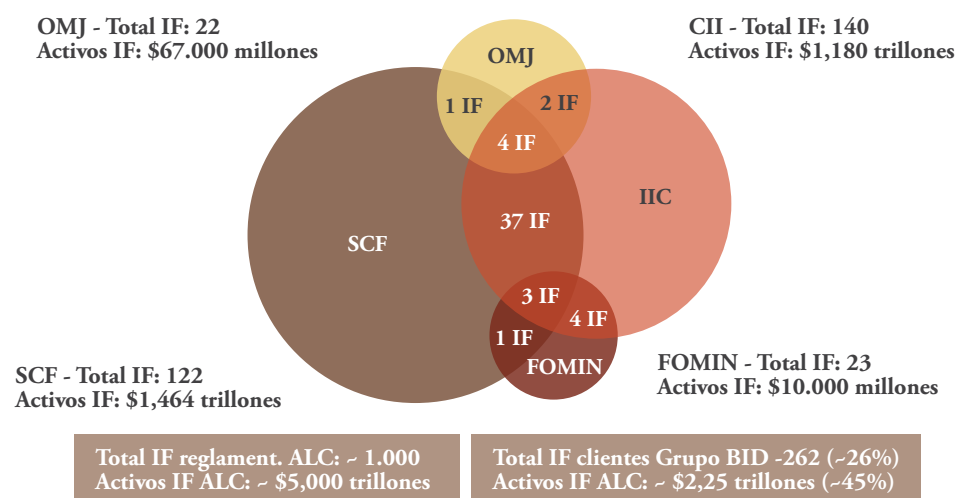 OMJ - Total IF: 22
Activos IF: $67.000 millones
CII - Total IF: 140
Activos IF: $1,180 trillones
OMJ
1 IF
2 IF
4 IF
IIC
37 IF
SCF
3 IF
4 IF
1 IF
FOMIN
SCF - Total IF: 122
Activos IF: $1,464 trillones
FOMIN - Total IF: 23
Activos IF: $10.000 millones
Total IF reglament. ALC: ~ 1.000
Activos IF ALC: ~ $5,000 trillones
Total IF clientes Grupo BID -262 (~26%)
Activos IF ALC: ~ $2,25 trillones (~45%)